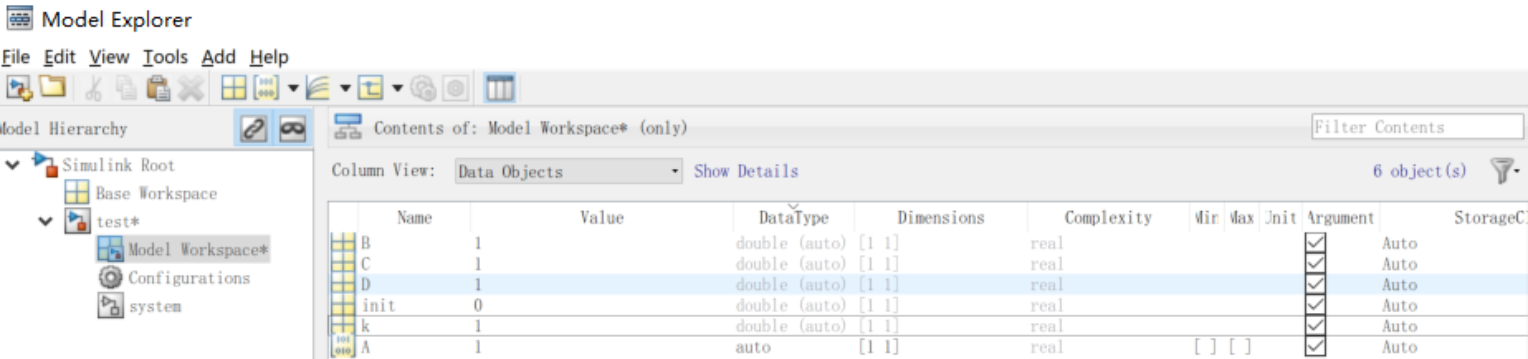 Model Explorer
File Edit View Tools Add Help
Model Hierarchy
Contents of: Model Workspace* (only)
Filter Contents
Simulink Root
Column View: Data Objects Show Details 6 object(s)
Base Workspace
test*
Name Value DataType Dimensions Complexity Min Max Unit Argument StorageCl
Model Workspace*
B 1 double (auto) [1 1] real Auto
C 1 double (auto) [1 1] real Auto
Configurations
D 1 double (auto) [1 1] real Auto
system
init 0 double (auto) [1 1] real Auto
k 1 double (auto) [1 1] real Auto
A 1 auto [1 1] real [ ] [ ] Auto